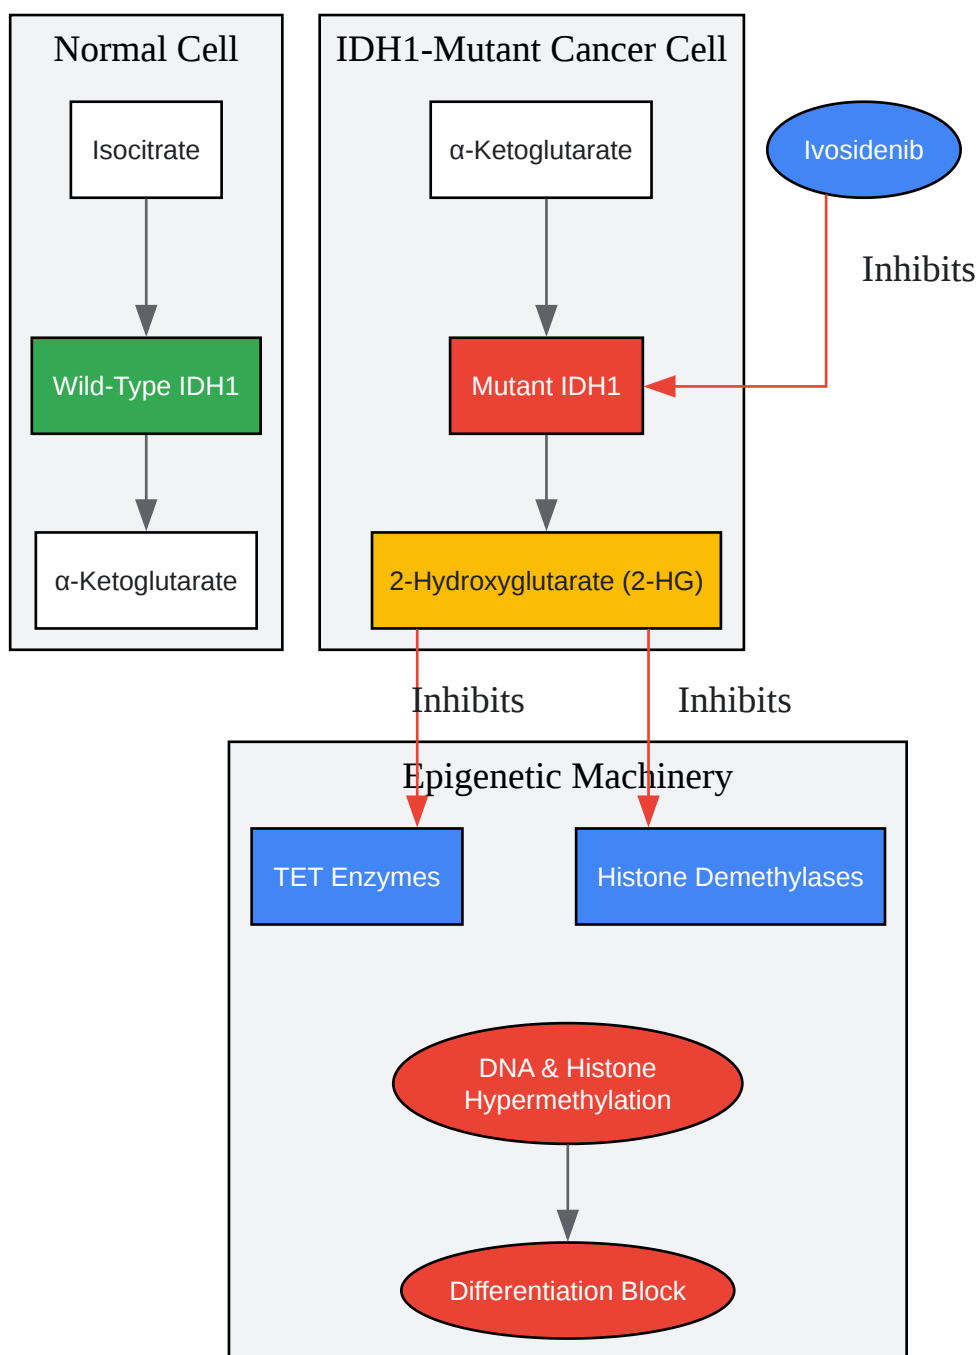 Normal Cell
Isocitrate
Wild-Type IDH1
α-Ketoglutarate
IDH1-Mutant Cancer Cell
α-Ketoglutarate
Mutant IDH1
2-Hydroxyglutarate (2-HG)
Ivosidenib
Inhibits
Inhibits
Inhibits
Epigenetic Machinery
TET Enzymes
Histone Demethylases
DNA & Histone
Hypermethylation
Differentiation Block